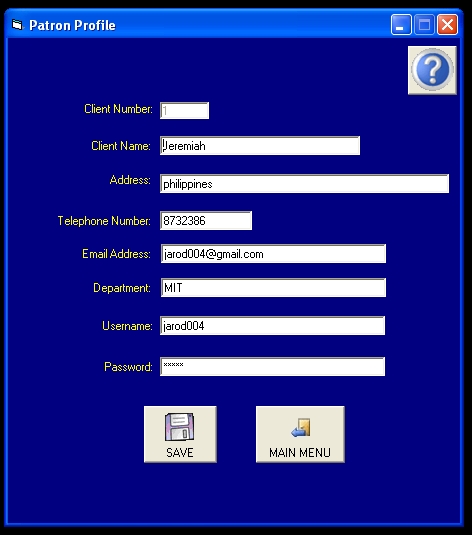 Patron Profile
?
Client Number: 1
Client Name: Jeremiah
Address: philippines
Telephone Number: 8732386
Email Address: jarod004@gmail.com
Department: MIT
Username: jarod004
Password: *****
SAVE MAIN MENU